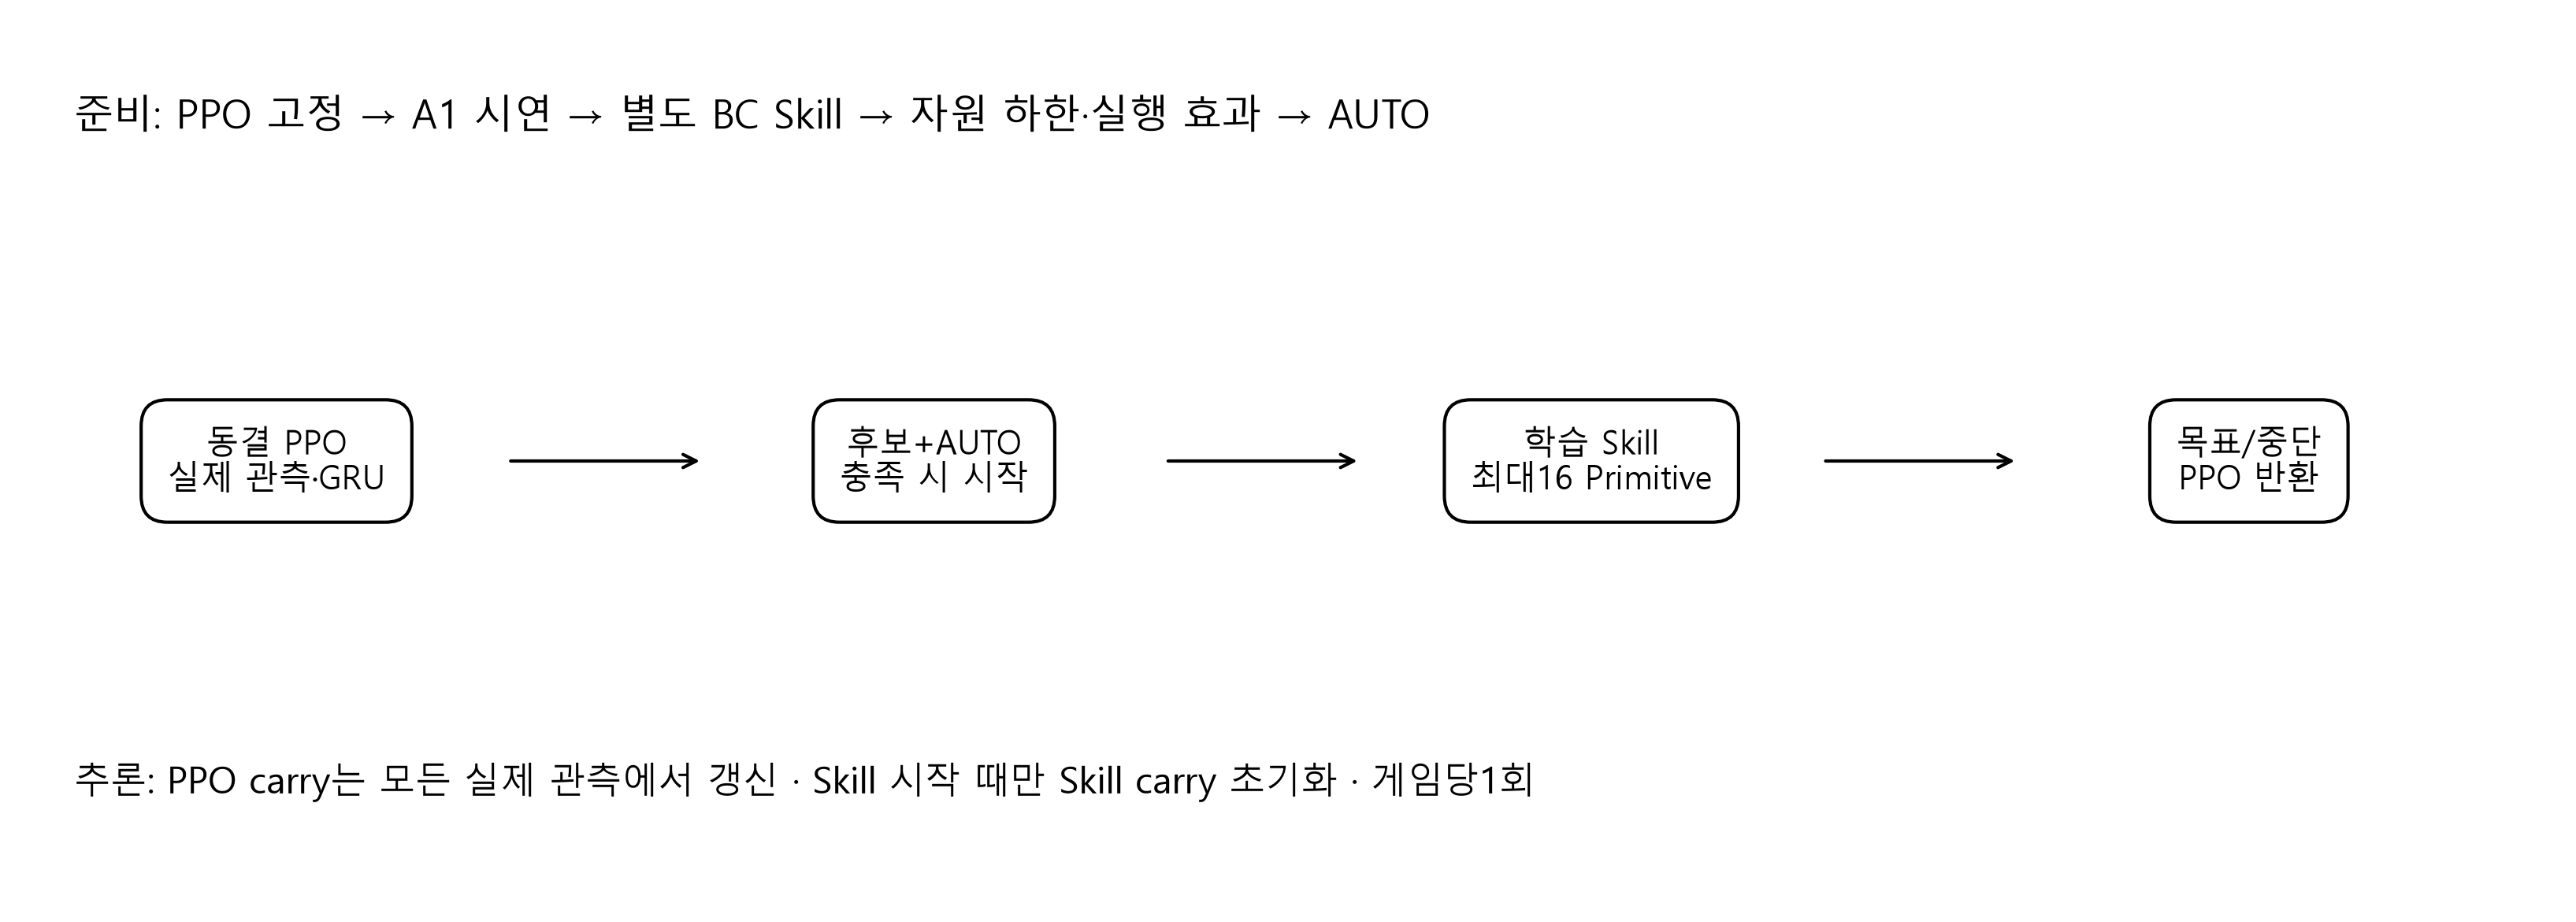 준비: PPO 고정 → A1 시연 → 별도 BC Skill → 자원 하한·실행 효과 → AUTO
동결 PPO
실제 관측·GRU
후보+AUTO
충족 시 시작
학습 Skill
최대16 Primitive
목표/중단
PPO 반환
추론: PPO carry는 모든 실제 관측에서 갱신 · Skill 시작 때만 Skill carry 초기화 · 게임당1회